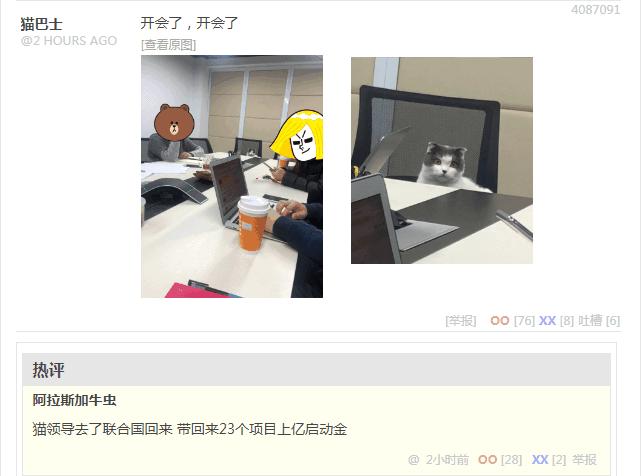 4087091
猫巴士
@2 HOURS AGO
开会了，开会了
[查看原图]
[举报] OO [76] XX [8] 吐槽 [6]
热评
阿拉斯加牛虫
猫领导去了联合国回来 带回来23个项目上亿启动金
@ 2小时前 OO [28] XX [2] 举报